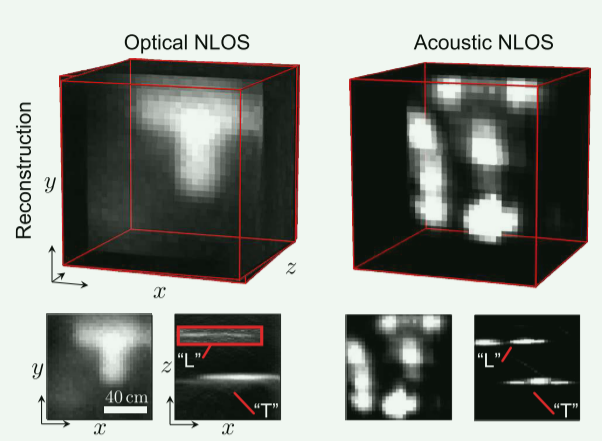 Optical NLOS
Acoustic NLOS
Reconstruction
y
x
z
y
40 cm
x
z
"L"
"T"
x
"L"
"T"